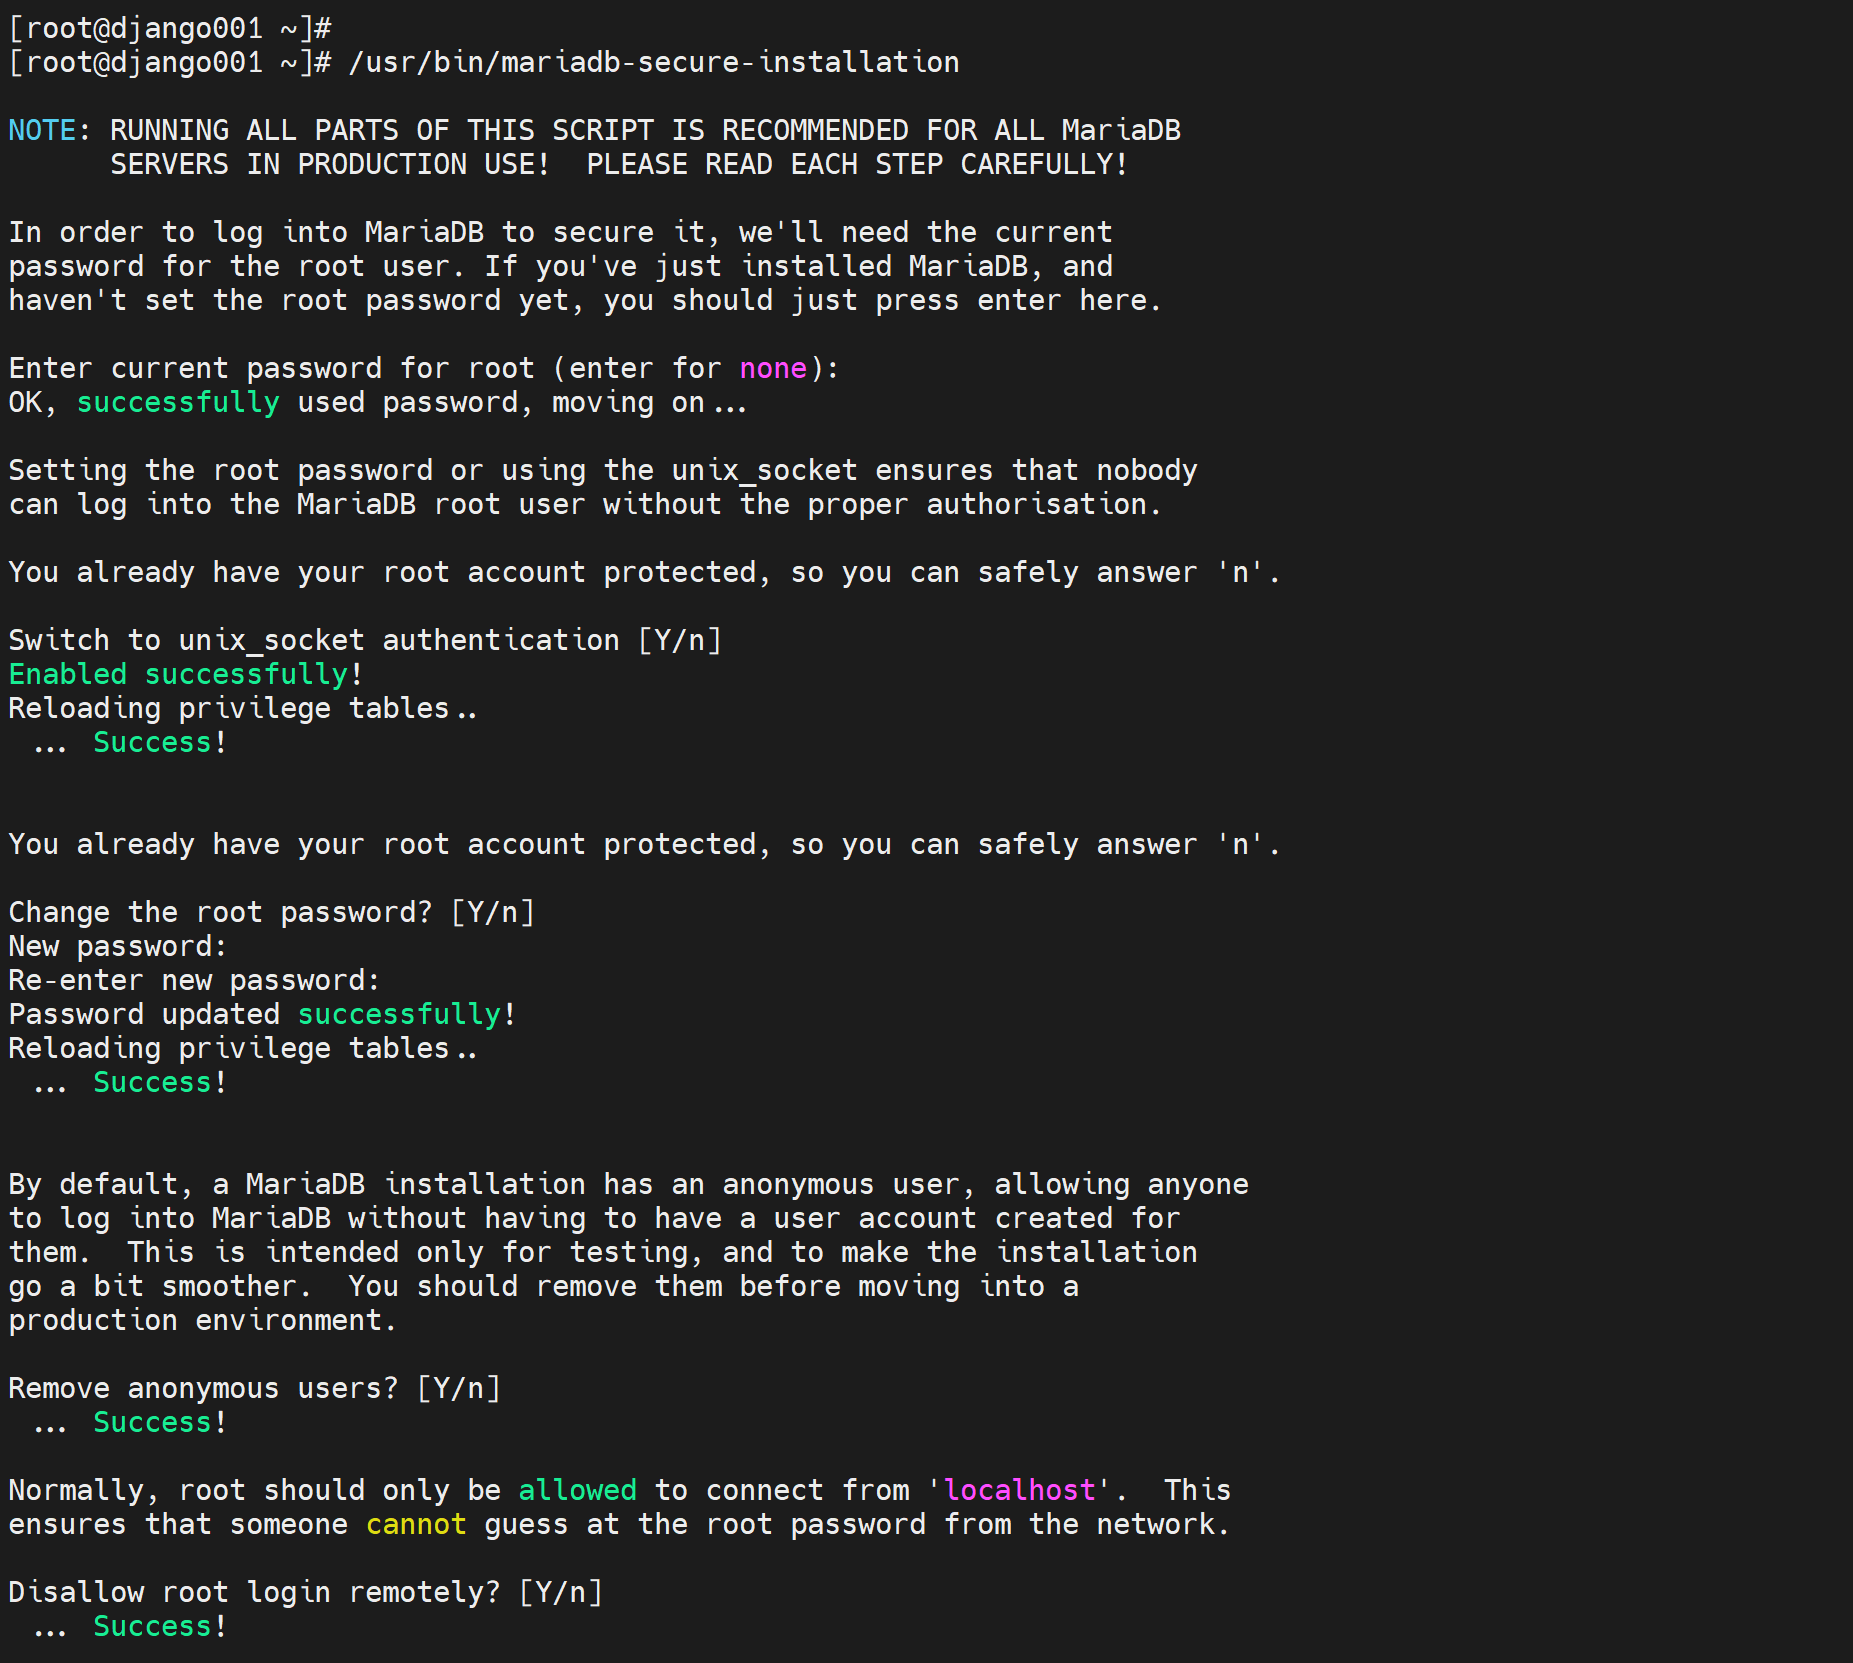 [root@django001 ~]#
[root@django001 ~]# /usr/bin/mariadb-secure-installation
NOTE: RUNNING ALL PARTS OF THIS SCRIPT IS RECOMMENDED FOR ALL MariaDB
      SERVERS IN PRODUCTION USE!  PLEASE READ EACH STEP CAREFULLY!
In order to log into MariaDB to secure it, we'll need the current
password for the root user. If you've just installed MariaDB, and
haven't set the root password yet, you should just press enter here.
Enter current password for root (enter for none):
OK, successfully used password, moving on...
Setting the root password or using the unix_socket ensures that nobody
can log into the MariaDB root user without the proper authorisation.
You already have your root account protected, so you can safely answer 'n'.
Switch to unix_socket authentication [Y/n]
Enabled successfully!
Reloading privilege tables..
 ... Success!
You already have your root account protected, so you can safely answer 'n'.
Change the root password? [Y/n]
New password:
Re-enter new password:
Password updated successfully!
Reloading privilege tables..
 ... Success!
By default, a MariaDB installation has an anonymous user, allowing anyone
to log into MariaDB without having to have a user account created for
them.  This is intended only for testing, and to make the installation
go a bit smoother.  You should remove them before moving into a
production environment.
Remove anonymous users? [Y/n]
 ... Success!
Normally, root should only be allowed to connect from 'localhost'.  This
ensures that someone cannot guess at the root password from the network.
Disallow root login remotely? [Y/n]
 ... Success!